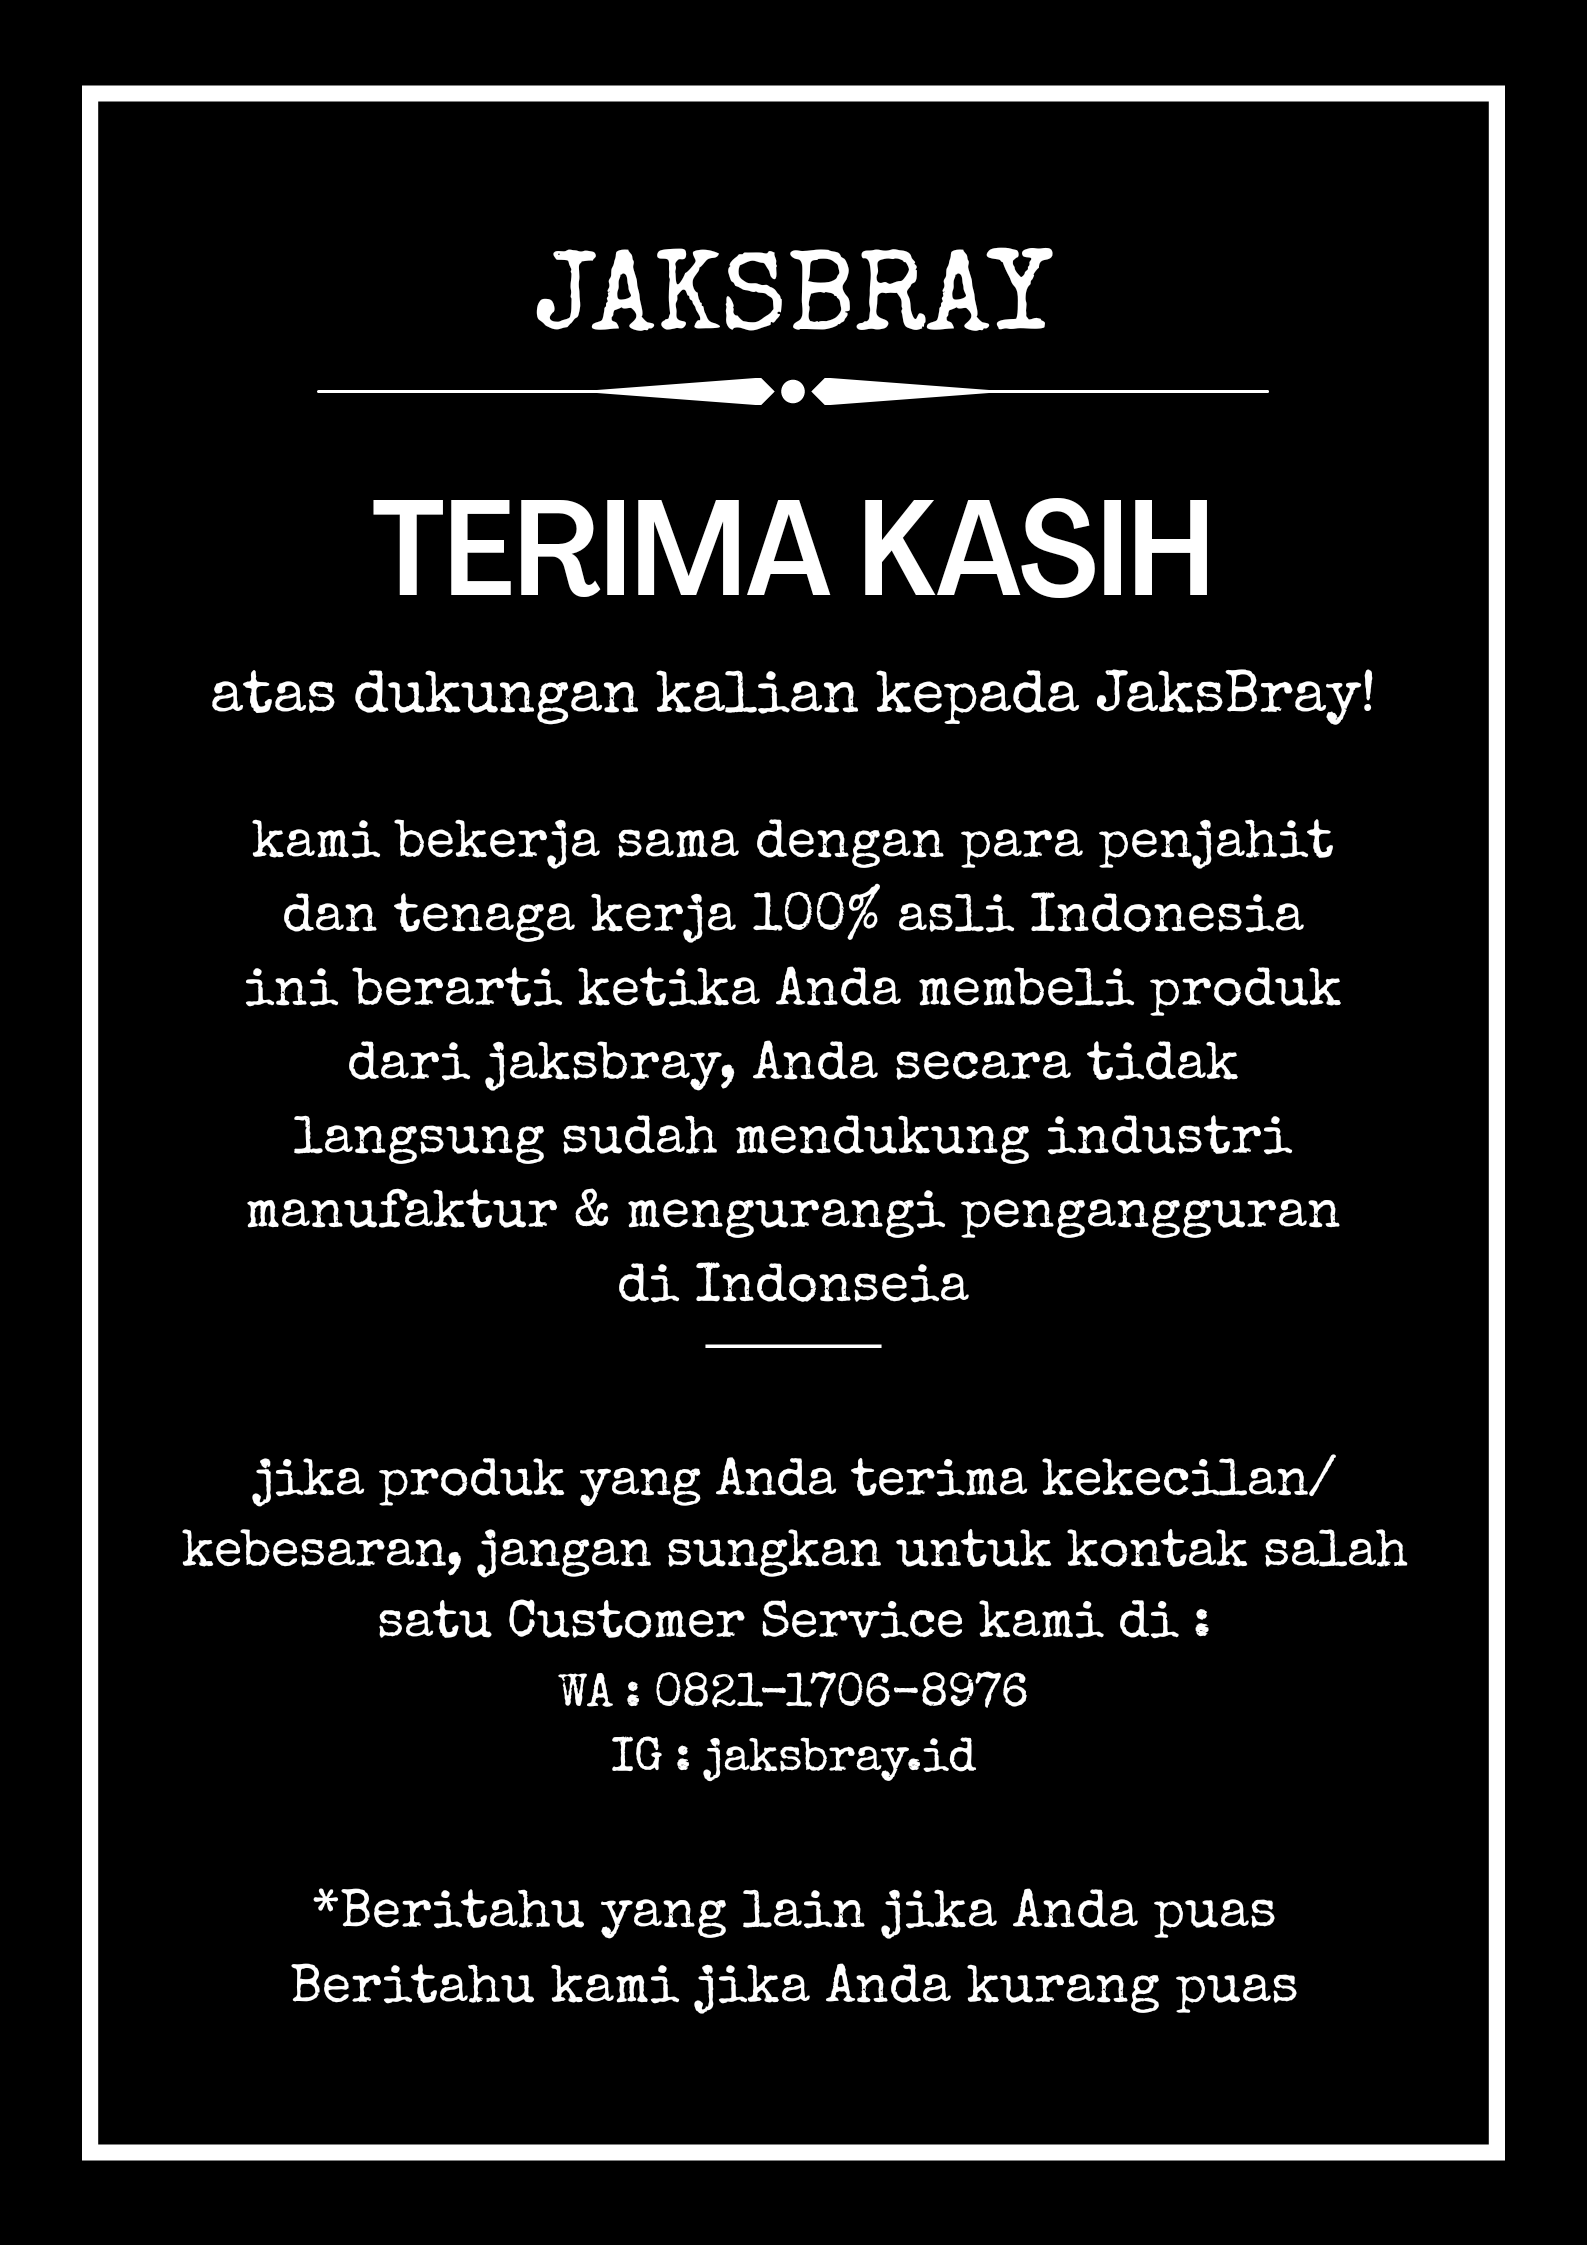 JAKSBRAY
TERIMA KASIH
atas dukungan kalian kepada JaksBray!
kami bekerja sama dengan para penjahit
dan tenaga kerja 100% asli Indonesia
ini berarti ketika Anda membeli produk
dari jaksbray, Anda secara tidak
langsung sudah mendukung industri
manufaktur & mengurangi pengangguran
di Indonseia
jika produk yang Anda terima kekecilan/
kebesaran, jangan sungkan untuk kontak salah
satu Customer Service kami di :
WA : 0821-1706-8976
IG : jaksbray.id
*Beritahu yang lain jika Anda puas
Beritahu kami jika Anda kurang puas